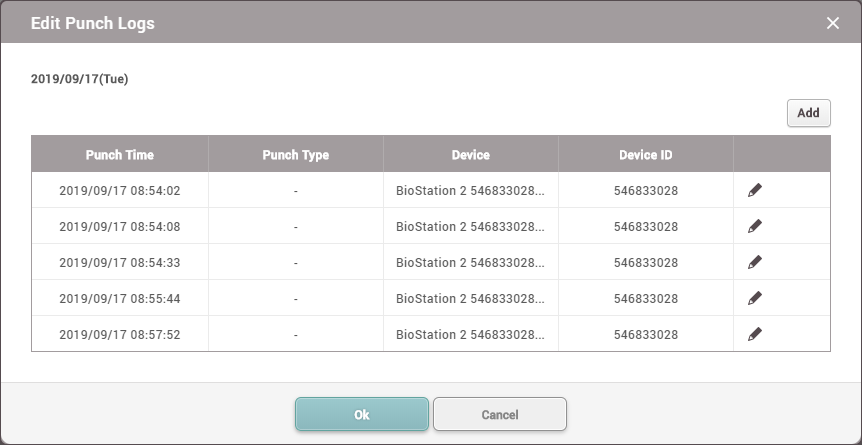 Edit Punch Logs
2019/09/17(Tue)
Add
Punch Time Punch Type Device Device ID
2019/09/17 08:54:02 - BioStation 2 546833028... 546833028
2019/09/17 08:54:08 - BioStation 2 546833028... 546833028
2019/09/17 08:54:33 - BioStation 2 546833028... 546833028
2019/09/17 08:55:44 - BioStation 2 546833028... 546833028
2019/09/17 08:57:52 - BioStation 2 546833028... 546833028
Ok Cancel